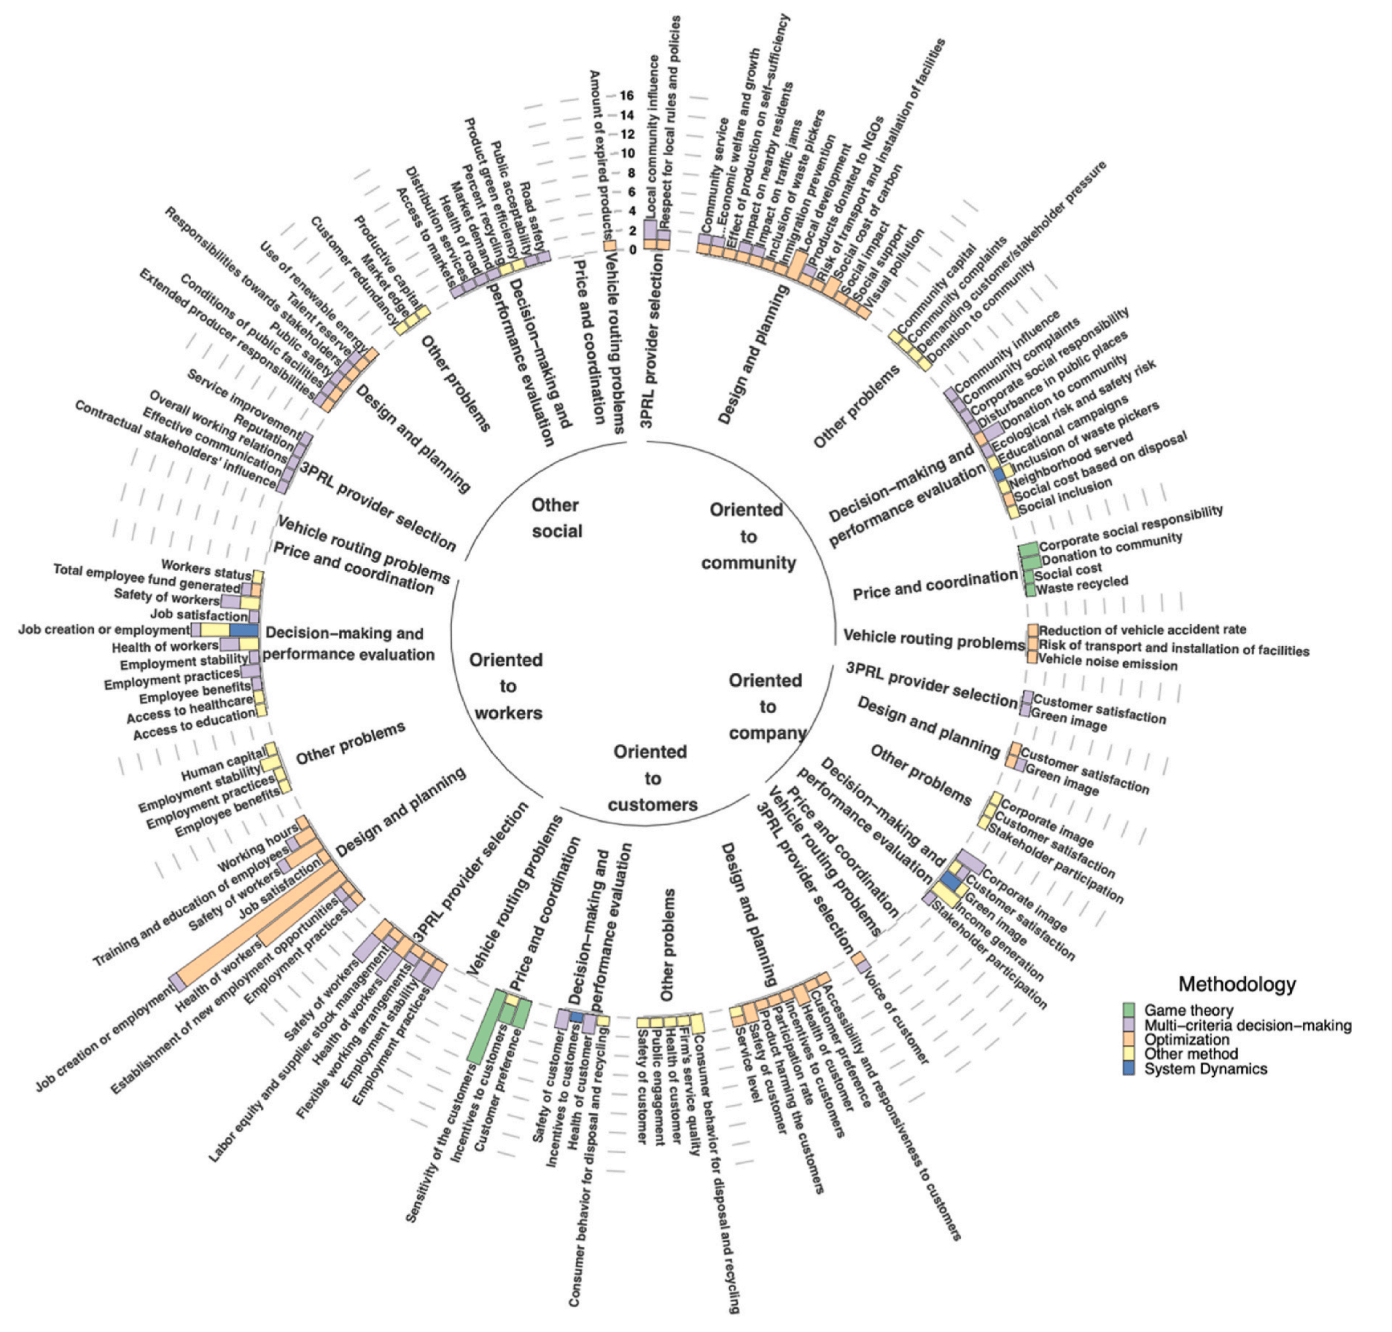 16
14
12
10
8
6
4
2
0
Local community influence
Respect for local rules and policies
3PRL provider selection
Community service
...Economic welfare and growth
Effect of production on self−sufficiency
Impact on nearby residents
Impact on traffic jams
Inclusion of waste pickers
Inmigration prevention
Local development
Products donated to NGOs
Risk of transport and installation of facilities
Social cost of carbon
Social impact
Social support
Visual pollution
Design and planning
Community capital
Community complaints
Demanding customer/stakeholder pressure
Donation to community
Other problems
Community influence
Community complaints
Corporate social responsibility
Disturbance in public places
Donation to community
Ecological risk and safety risk
Educational campaigns
Inclusion of waste pickers
Neighborhood served
Social cost based on disposal
Social inclusion
Decision−making and
performance evaluation
Corporate social responsibility
Donation to community
Social cost
Waste recycled
Price and coordination
Reduction of vehicle accident rate
Risk of transport and installation of facilities
Vehicle noise emission
Vehicle routing problems
Oriented
to
community
Customer satisfaction
Green image
3PRL provider selection
Customer satisfaction
Green image
Design and planning
Corporate image
Customer satisfaction
Stakeholder participation
Other problems
Corporate image
Customer satisfaction
Green image
Income generation
Stakeholder participation
Decision−making and
performance evaluation
Price and coordination
Vehicle routing problems
Oriented
to
company
3PRL provider selection
Voice of customer
Accessibility and responsiveness to customers
Customer preference
Health of customer
Incentives to customers
Participation rate
Product harming the customers
Safety of customer
Service level
Design and planning
Consumer behavior for disposal and recycling
Firm's service quality
Health of customer
Public engagement
Safety of customer
Other problems
Consumer behavior for disposal and recycling
Health of customer
Incentives to customers
Safety of customer
Decision−making and
performance evaluation
Customer preference
Incentives to customers
Sensitivity of the customers
Price and coordination
Vehicle routing problems
Oriented
to
customers
3PRL provider selection
Employment practices
Employment stability
Flexible working arrangements
Health of workers
Labor equity and supplier stock management
Safety of workers
Design and planning
Employment practices
Establishment of new employment opportunities
Health of workers
Job creation or employment
Job satisfaction
Safety of workers
Training and education of employees
Working hours
Other problems
Employee benefits
Employment practices
Employment stability
Human capital
Decision−making and
performance evaluation
Access to education
Access to healthcare
Employee benefits
Employment practices
Employment stability
Health of workers
Job creation or employment
Job satisfaction
Safety of workers
Total employee fund generated
Workers status
Price and coordination
Vehicle routing problems
Oriented
to
workers
3PRL provider selection
Contractual stakeholders' influence
Effective communication
Overall working relations
Reputation
Service improvement
Design and planning
Extended producer responsibilities
Conditions of public facilities
Public safety
Responsibilities towards stakeholders
Talent reserve
Use of renewable energy
Other problems
Customer redundancy
Market edge
Productive capital
Decision−making and
performance evaluation
Access to markets
Distribution services
Health of road
Market demand
Percent recycling
Product green efficiency
Public acceptability
Road safety
Price and coordination
Amount of expired products
Vehicle routing problems
Other
social
Methodology
Game theory
Multi−criteria decision−making
Optimization
Other method
System Dynamics